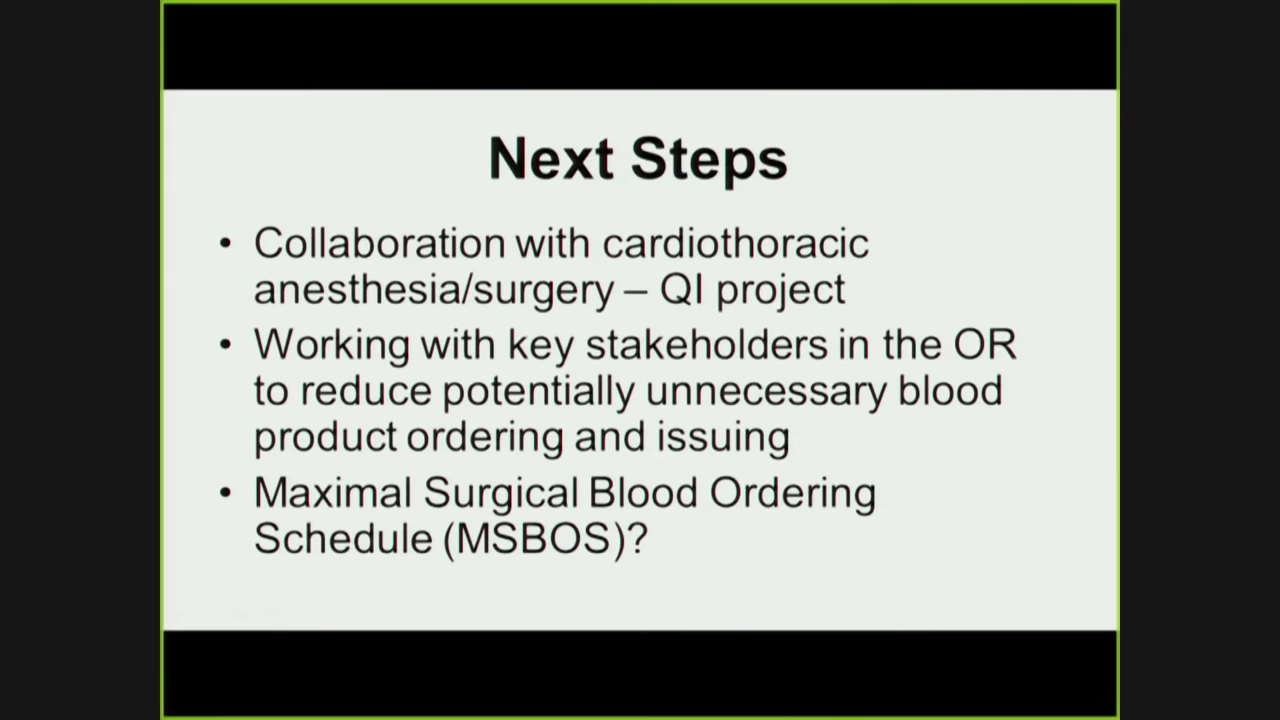 Next Steps
• Collaboration with cardiothoracic
anesthesia/surgery – QI project
• Working with key stakeholders in the OR
to reduce potentially unnecessary blood
product ordering and issuing
• Maximal Surgical Blood Ordering
Schedule (MSBOS)?